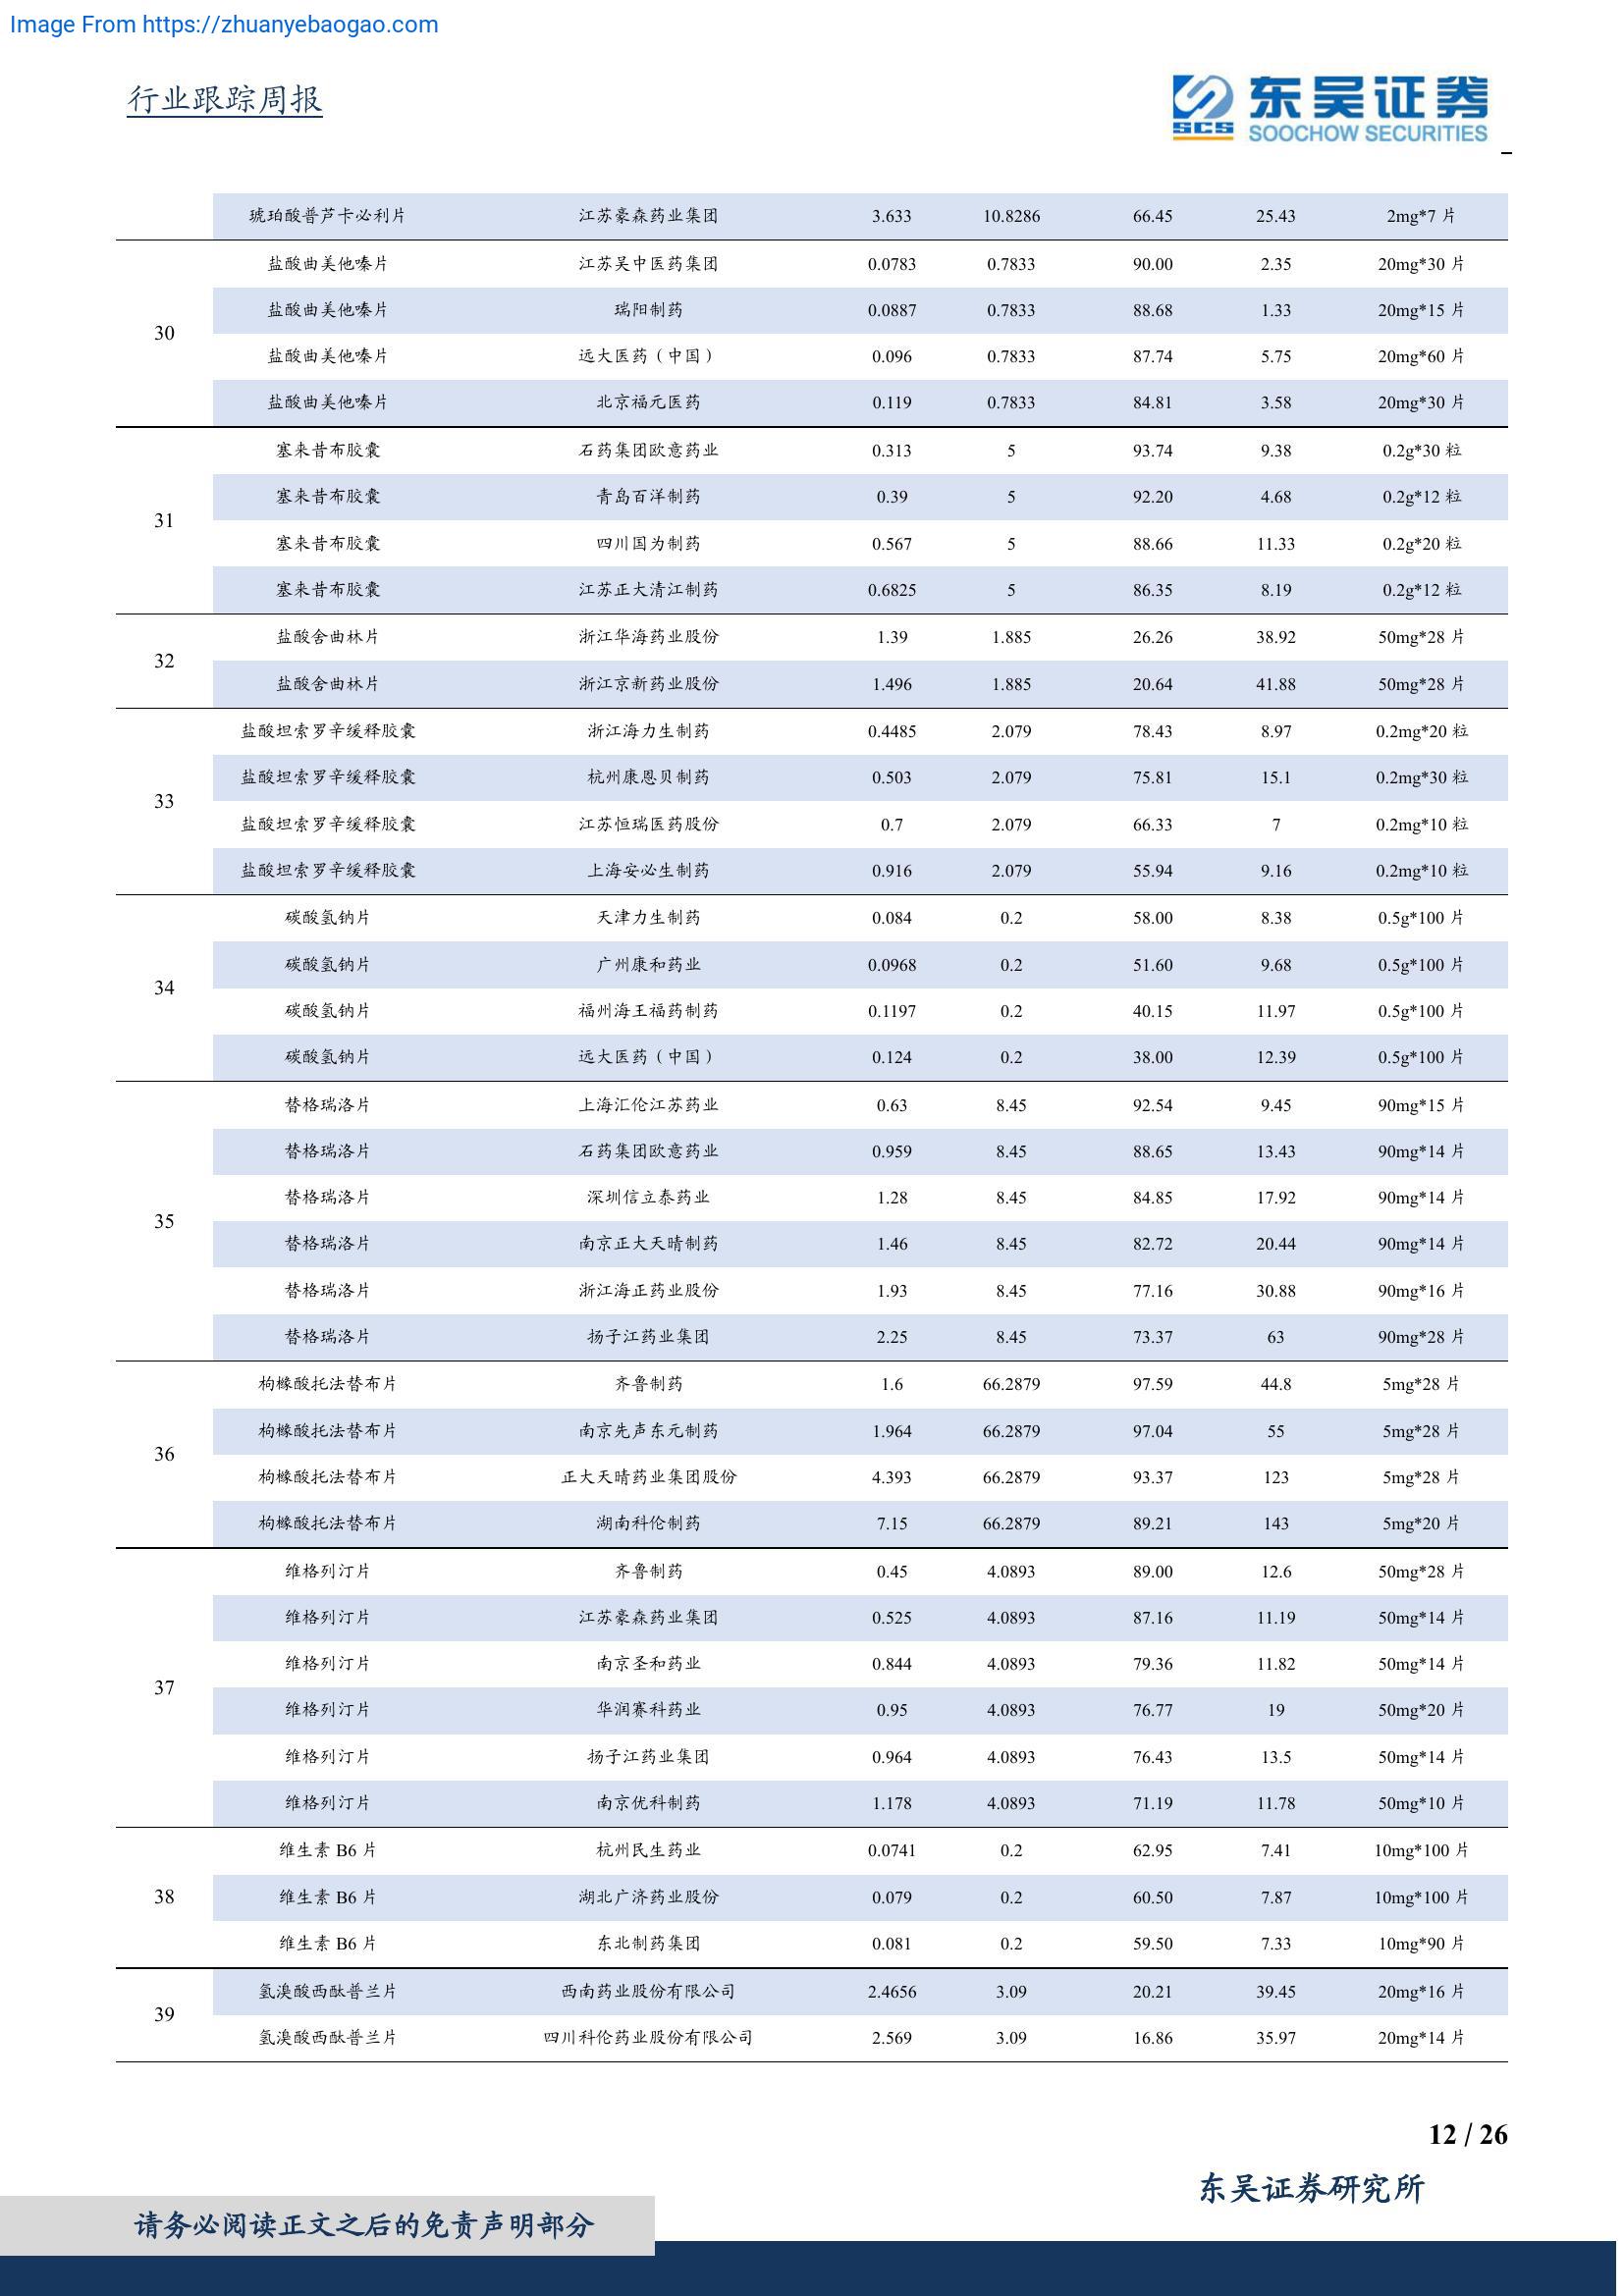 Image From https://zhuanyebaogao.com
行业跟踪周报
SCS 东吴证券
SOOCHOW SECURITIES
琥珀酸普芦卡必利片 江苏豪森药业集团 3.633 10.8286 66.45 25.43 2mg*7 片
30
盐酸曲美他嗪片 江苏吴中医药集团 0.0783 0.7833 90.00 2.35 20mg*30 片
盐酸曲美他嗪片 瑞阳制药 0.0887 0.7833 88.68 1.33 20mg*15 片
盐酸曲美他嗪片 远大医药（中国） 0.096 0.7833 87.74 5.75 20mg*60 片
盐酸曲美他嗪片 北京福元医药 0.119 0.7833 84.81 3.58 20mg*30 片
31
塞来昔布胶囊 石药集团欧意药业 0.313 5 93.74 9.38 0.2g*30 粒
塞来昔布胶囊 青岛百洋制药 0.39 5 92.20 4.68 0.2g*12 粒
塞来昔布胶囊 四川国为制药 0.567 5 88.66 11.33 0.2g*20 粒
塞来昔布胶囊 江苏正大清江制药 0.6825 5 86.35 8.19 0.2g*12 粒
32
盐酸舍曲林片 浙江华海药业股份 1.39 1.885 26.26 38.92 50mg*28 片
盐酸舍曲林片 浙江京新药业股份 1.496 1.885 20.64 41.88 50mg*28 片
33
盐酸坦索罗辛缓释胶囊 浙江海力生制药 0.4485 2.079 78.43 8.97 0.2mg*20 粒
盐酸坦索罗辛缓释胶囊 杭州康恩贝制药 0.503 2.079 75.81 15.1 0.2mg*30 粒
盐酸坦索罗辛缓释胶囊 江苏恒瑞医药股份 0.7 2.079 66.33 7 0.2mg*10 粒
盐酸坦索罗辛缓释胶囊 上海安必生制药 0.916 2.079 55.94 9.16 0.2mg*10 粒
34
碳酸氢钠片 天津力生制药 0.084 0.2 58.00 8.38 0.5g*100 片
碳酸氢钠片 广州康和药业 0.0968 0.2 51.60 9.68 0.5g*100 片
碳酸氢钠片 福州海王福药制药 0.1197 0.2 40.15 11.97 0.5g*100 片
碳酸氢钠片 远大医药（中国） 0.124 0.2 38.00 12.39 0.5g*100 片
35
替格瑞洛片 上海汇伦江苏药业 0.63 8.45 92.54 9.45 90mg*15 片
替格瑞洛片 石药集团欧意药业 0.959 8.45 88.65 13.43 90mg*14 片
替格瑞洛片 深圳信立泰药业 1.28 8.45 84.85 17.92 90mg*14 片
替格瑞洛片 南京正大天晴制药 1.46 8.45 82.72 20.44 90mg*14 片
替格瑞洛片 浙江海正药业股份 1.93 8.45 77.16 30.88 90mg*16 片
替格瑞洛片 扬子江药业集团 2.25 8.45 73.37 63 90mg*28 片
36
枸橼酸托法替布片 齐鲁制药 1.6 66.2879 97.59 44.8 5mg*28 片
枸橼酸托法替布片 南京先声东元制药 1.964 66.2879 97.04 55 5mg*28 片
枸橼酸托法替布片 正大天晴药业集团股份 4.393 66.2879 93.37 123 5mg*28 片
枸橼酸托法替布片 湖南科伦制药 7.15 66.2879 89.21 143 5mg*20 片
37
维格列汀片 齐鲁制药 0.45 4.0893 89.00 12.6 50mg*28 片
维格列汀片 江苏豪森药业集团 0.525 4.0893 87.16 11.19 50mg*14 片
维格列汀片 南京圣和药业 0.844 4.0893 79.36 11.82 50mg*14 片
维格列汀片 华润赛科药业 0.95 4.0893 76.77 19 50mg*20 片
维格列汀片 扬子江药业集团 0.964 4.0893 76.43 13.5 50mg*14 片
维格列汀片 南京优科制药 1.178 4.0893 71.19 11.78 50mg*10 片
38
维生素 B6 片 杭州民生药业 0.0741 0.2 62.95 7.41 10mg*100 片
维生素 B6 片 湖北广济药业股份 0.079 0.2 60.50 7.87 10mg*100 片
维生素 B6 片 东北制药集团 0.081 0.2 59.50 7.33 10mg*90 片
39
氢溴酸西酞普兰片 西南药业股份有限公司 2.4656 3.09 20.21 39.45 20mg*16 片
氢溴酸西酞普兰片 四川科伦药业股份有限公司 2.569 3.09 16.86 35.97 20mg*14 片
12 / 26
东吴证券研究所
请务必阅读正文之后的免责声明部分